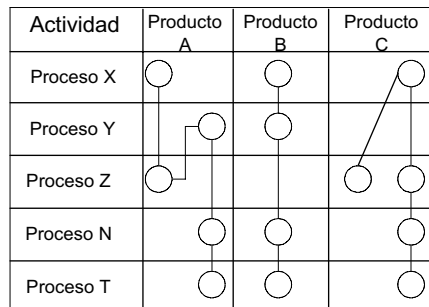 Actividad
Producto A
Producto B
Producto C
Proceso X
Proceso Y
Proceso Z
Proceso N
Proceso T